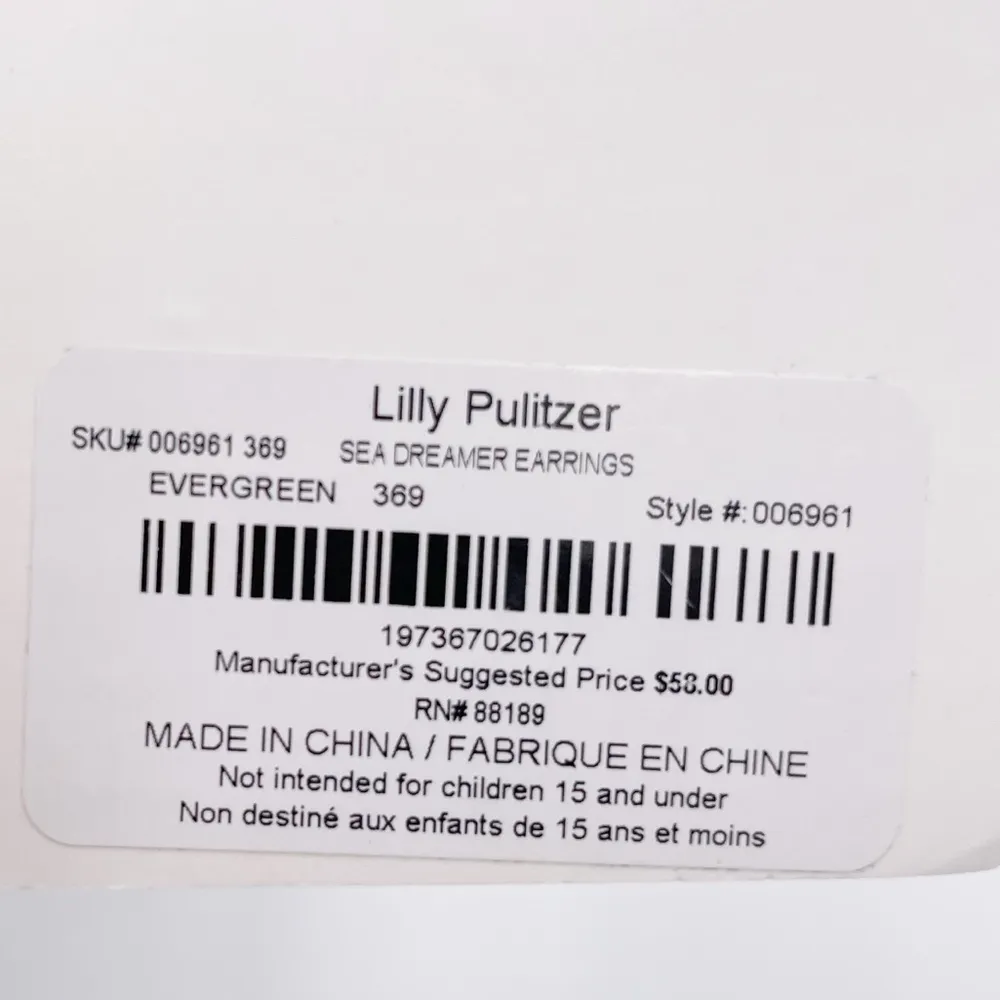 Lilly Pulitzer
SKU# 006961 369 SEA DREAMER EARRINGS
EVERGREEN 369 Style #: 006961
197367026177
Manufacturer's Suggested Price $58.00
RN# 88189
MADE IN CHINA / FABRIQUE EN CHINE
Not intended for children 15 and under
Non destiné aux enfants de 15 ans et moins